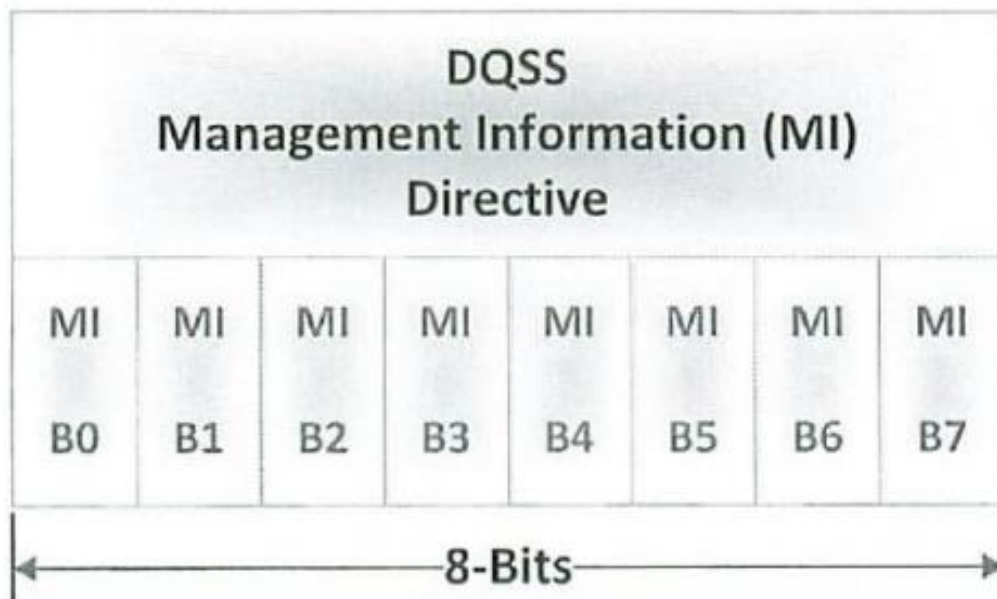 DQSS
Management Information (MI)
Directive
MI MI MI MI MI MI MI MI
B0 B1 B2 B3 B4 B5 B6 B7
8-Bits